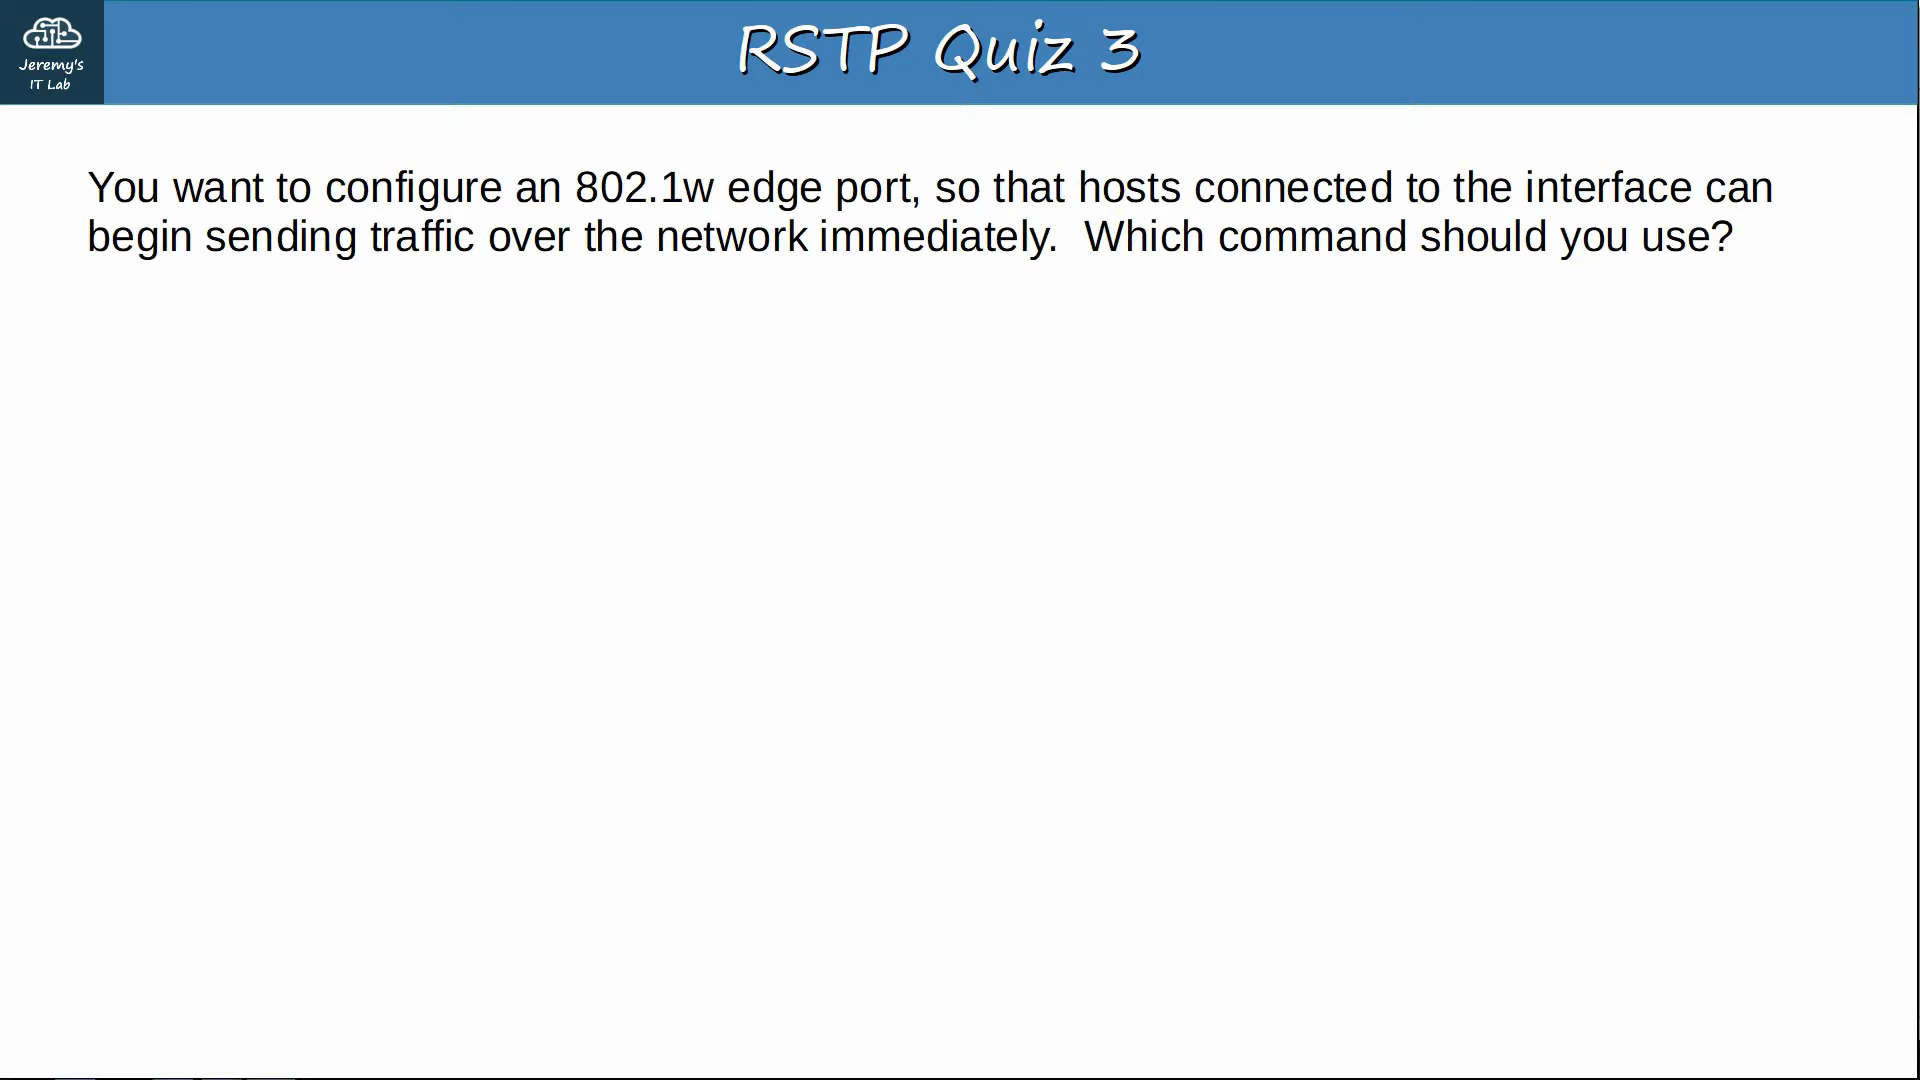 Jeremy's
IT Lab
RSTP Quiz 3
You want to configure an 802.1w edge port, so that hosts connected to the interface can
begin sending traffic over the network immediately.  Which command should you use?